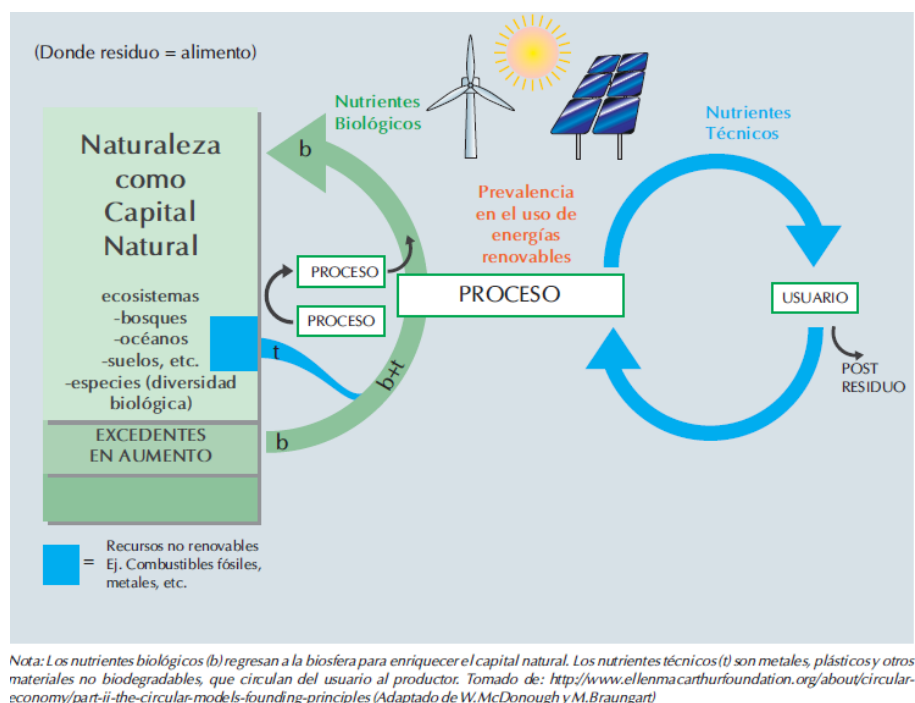 (Donde residuo = alimento)
Nutrientes
Biológicos
Nutrientes
Técnicos
Naturaleza
como
Capital
Natural
b
Prevalencia
en el uso de
energías
renovables
PROCESO
PROCESO
PROCESO
USUARIO
ecosistemas
-bosques
-océanos
-suelos, etc.
-especies (diversidad
biológica)
t
b+t
POST
RESIDUO
EXCEDENTES
EN AUMENTO
b
= Recursos no renovables
Ej. Combustibles fósiles,
metales, etc.
Nota: Los nutrientes biológicos (b) regresan a la biosfera para enriquecer el capital natural. Los nutrientes técnicos (t) son metales, plásticos y otros
materiales no biodegradables, que circulan del usuario al productor. Tomado de: http://www.ellenmacarthurfoundation.org/about/circular-
economy/part-ii-the-circular-models-founding-principles (Adaptado de W.McDonough y M.Braungart)